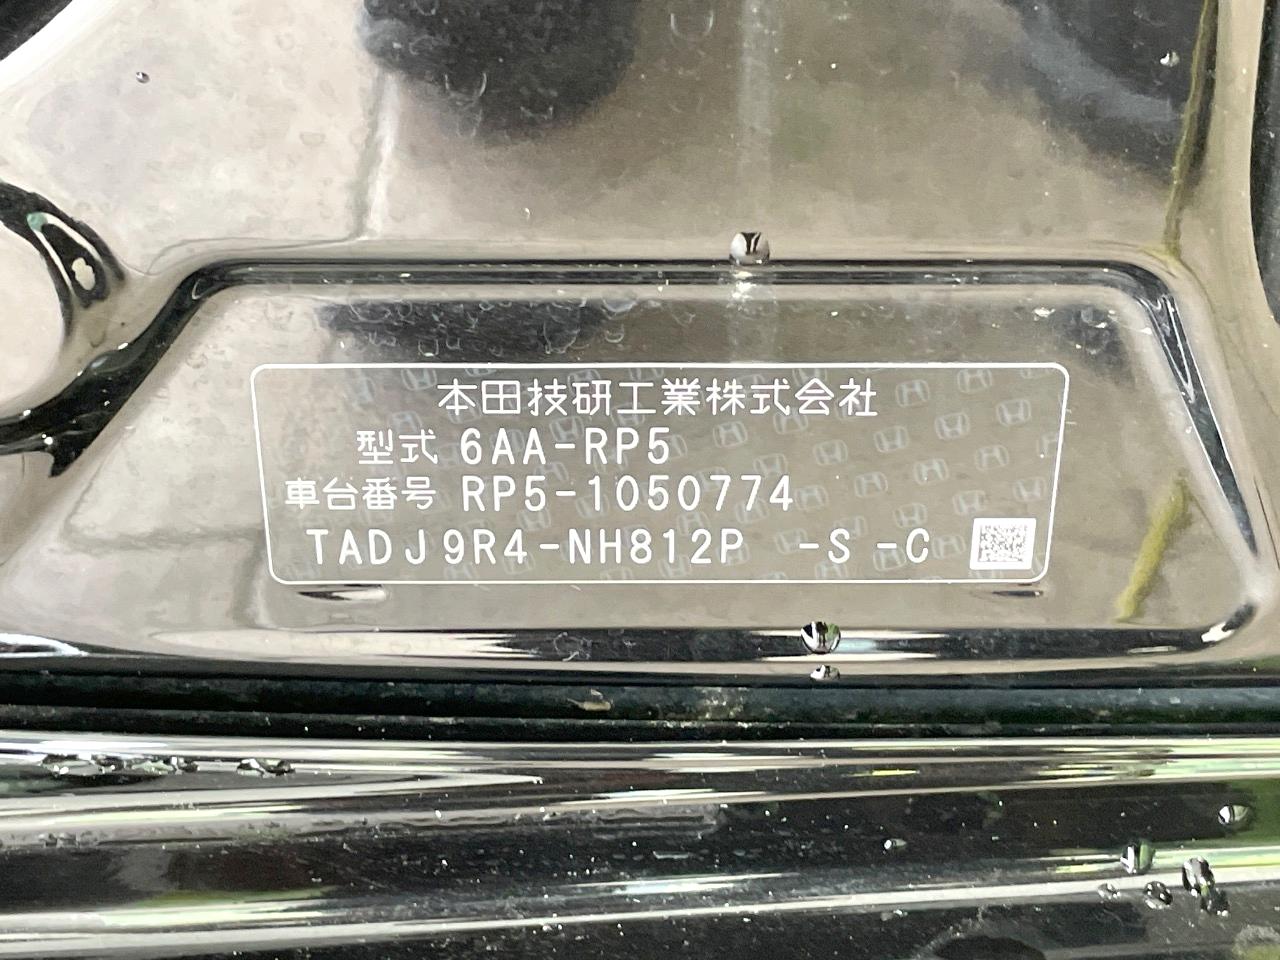 本田技研工業株式会社
型式 6AA-RP5
車台番号 RP5-1050774
TADJ9R4-NH812P -S -C